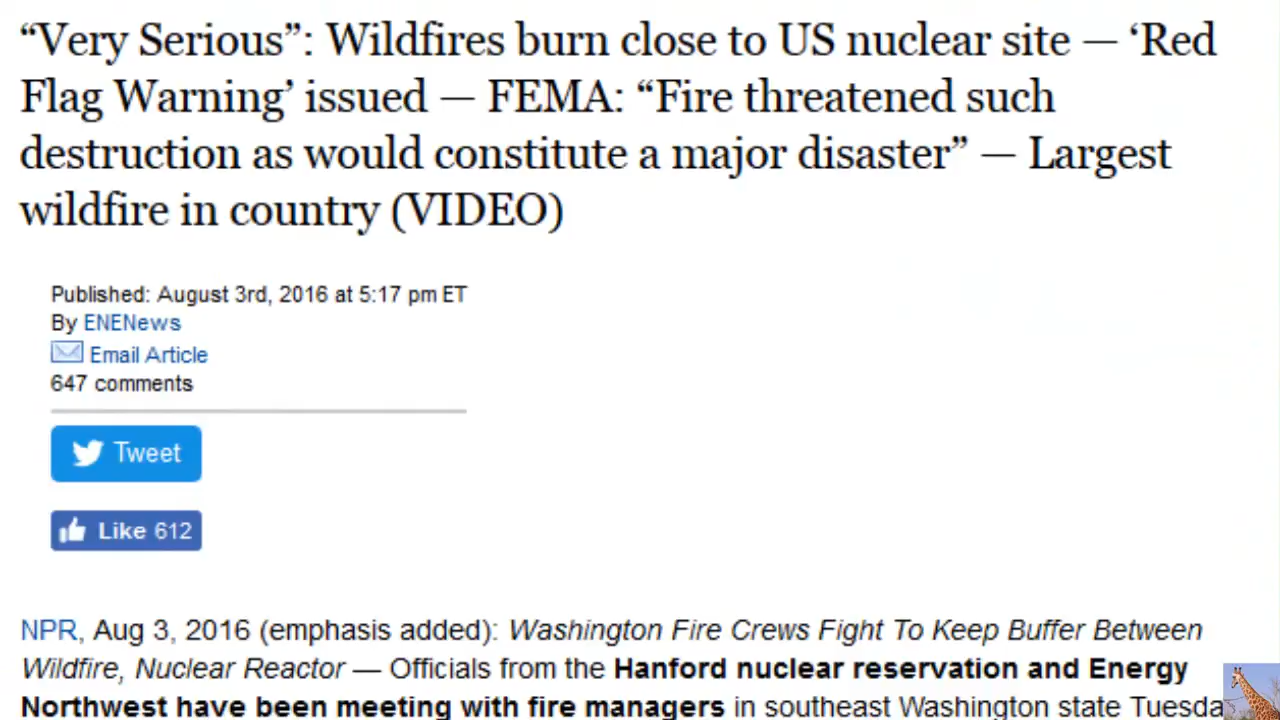 “Very Serious”: Wildfires burn close to US nuclear site — ‘Red
Flag Warning’ issued — FEMA: “Fire threatened such
destruction as would constitute a major disaster” — Largest
wildfire in country (VIDEO)
Published: August 3rd, 2016 at 5:17 pm ET
By ENENews
Email Article
647 comments
Tweet
Like 612
NPR, Aug 3, 2016 (emphasis added): Washington Fire Crews Fight To Keep Buffer Between
Wildfire, Nuclear Reactor — Officials from the Hanford nuclear reservation and Energy
Northwest have been meeting with fire managers in southeast Washington state Tuesda